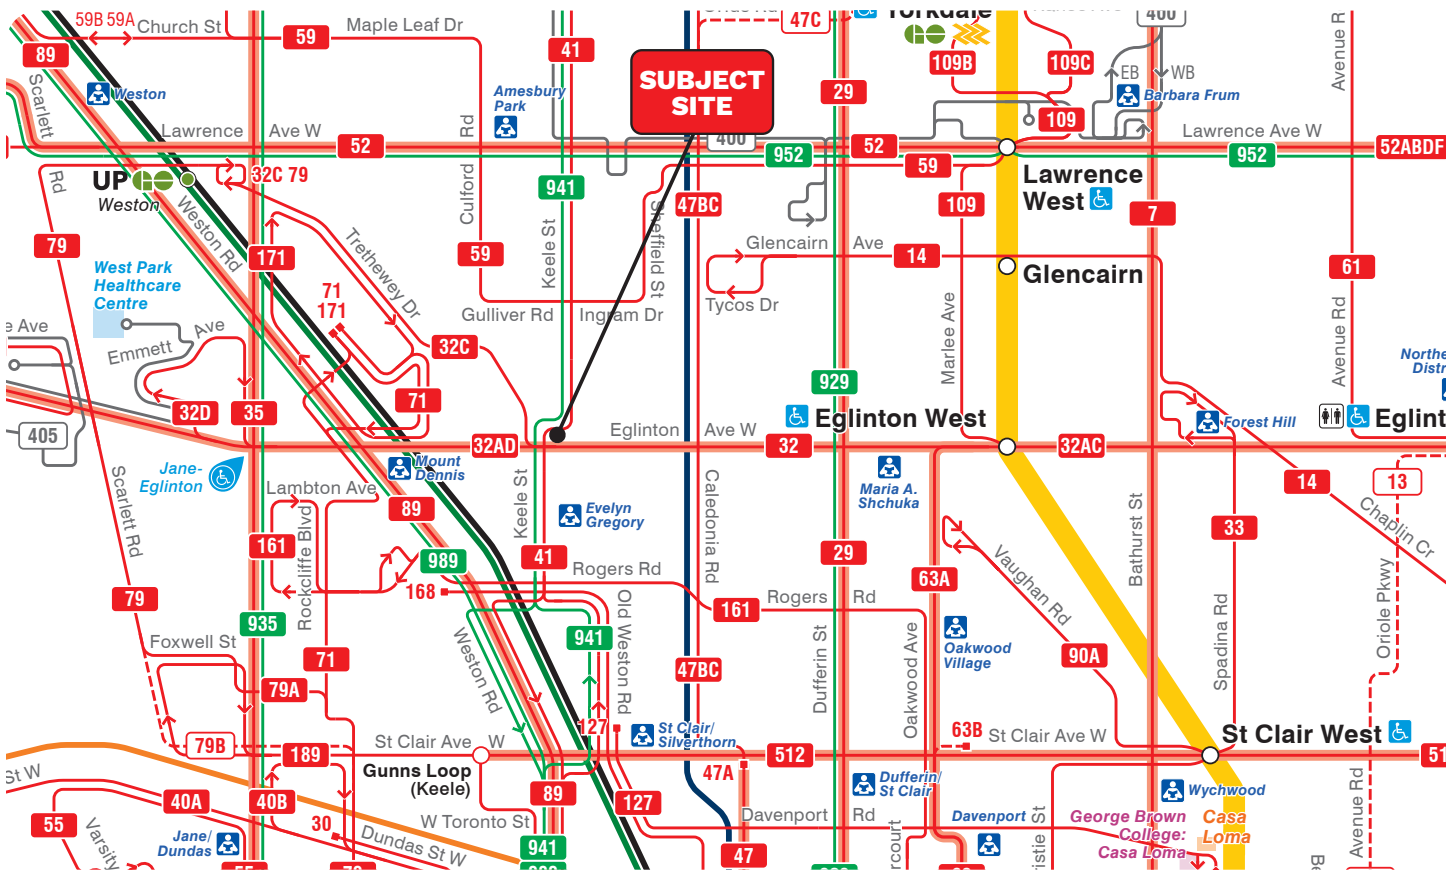 59B 59A
Church St
59
Maple Leaf Dr
41
47C
Yorkdale
400
Avenue R
89
109B
109C
EB
WB
Weston
Amesbury
Park
SUBJECT
SITE
29
Barbara Frum
Scarlett
Rd
Lawrence
Ave W
52
Rd
400
952
52
109
59
Lawrence Ave W
952
52ABDF
UP
Weston
32C 79
Culford
941
Sheffield St
47BC
109
Lawrence
West
7
79
Weston Rd
171
Trethewey Dr
59
Keele St
Glencairn
Ave
14
61
West Park
Healthcare
Centre
71
171
Glencairn
Tycos Dr
Gulliver Rd
Ingram Dr
Marlee Ave
Avenue Rd
e Ave
Emmett
Ave
32C
929
Northe
Distr
32D
35
71
Eglinton West
Forest Hill
Eglint
405
32AD
Eglinton
Ave W
32
32AC
Jane-
Eglinton
Mount
Dennis
Scarlett Rd
Lambton Ave
89
Keele St
Evelyn
Gregory
Caledonia Rd
Maria A.
Shchuka
Bathurst St
14
13
Chaplin Cr
161
Rockcliffe Blvd
989
41
29
33
168
Rogers Rd
63A
Vaughan Rd
79
161
Rogers
Rd
935
Foxwell St
Weston Rd
941
Old Weston Rd
Dufferin St
Oakwood Ave
Oakwood
Village
Spadina Rd
Oriole Pkwy
71
47BC
90A
79A
127
St Clair/
Silverthorn
63B
St Clair Ave W
St Clair West
79B
189
St Clair Ave
W
512
51
Gunns Loop
(Keele)
47A
St W
40A
40B
89
127
Dufferin/
St Clair
Wychwood
Avenue Rd
55
Varsity
30
W Toronto St
Davenport
Rd
Davenport
George Brown
College:
Casa Loma
Casa
Loma
Jane/
Dundas
Dundas St W
941
47
rcourt
ristie St